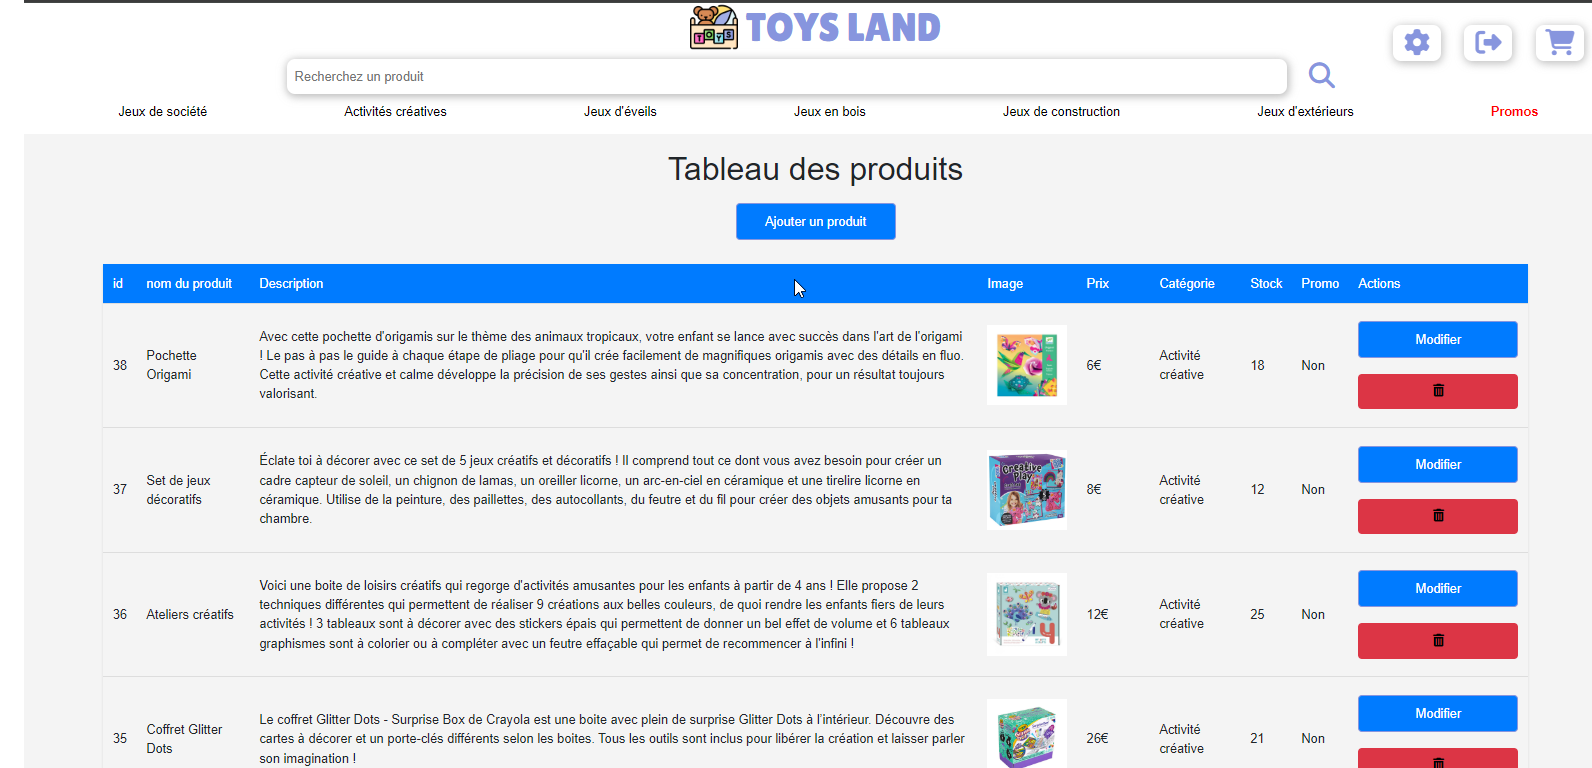 TOYS
TOYS LAND
Recherchez un produit
Jeux de société Activités créatives Jeux d'éveils Jeux en bois Jeux de construction Jeux d'extérieurs Promos
Tableau des produits
Ajouter un produit
id nom du produit Description Image Prix Catégorie Stock Promo Actions
38
Pochette
Origami
Avec cette pochette d'origamis sur le thème des animaux tropicaux, votre enfant se lance avec succès dans l'art de l'origami
! Le pas à pas le guide à chaque étape de pliage pour qu'il crée facilement de magnifiques origamis avec des détails en fluo.
Cette activité créative et calme développe la précision de ses gestes ainsi que sa concentration, pour un résultat toujours
valorisant.
6€
Activité
créative
18
Non
Modifier
37
Set de jeux
décoratifs
Éclate toi à décorer avec ce set de 5 jeux créatifs et décoratifs ! Il comprend tout ce dont vous avez besoin pour créer un
cadre capteur de soleil, un chignon de lamas, un oreiller licorne, un arc-en-ciel en céramique et une tirelire licorne en
céramique. Utilise de la peinture, des paillettes, des autocollants, du feutre et du fil pour créer des objets amusants pour ta
chambre.
Creative
Play
8€
Activité
créative
12
Non
Modifier
36
Ateliers créatifs
Voici une boite de loisirs créatifs qui regorge d'activités amusantes pour les enfants à partir de 4 ans ! Elle propose 2
techniques différentes qui permettent de réaliser 9 créations aux belles couleurs, de quoi rendre les enfants fiers de leurs
activités ! 3 tableaux sont à décorer avec des stickers épais qui permettent de donner un bel effet de volume et 6 tableaux
graphismes sont à colorier ou à compléter avec un feutre effaçable qui permet de recommencer à l'infini !
12€
Activité
créative
25
Non
Modifier
35
Coffret Glitter
Dots
Le coffret Glitter Dots - Surprise Box de Crayola est une boite avec plein de surprise Glitter Dots à l'intérieur. Découvre des
cartes à décorer et un porte-clés différents selon les boites. Tous les outils sont inclus pour libérer la création et laisser parler
son imagination !
26€
Activité
créative
21
Non
Modifier